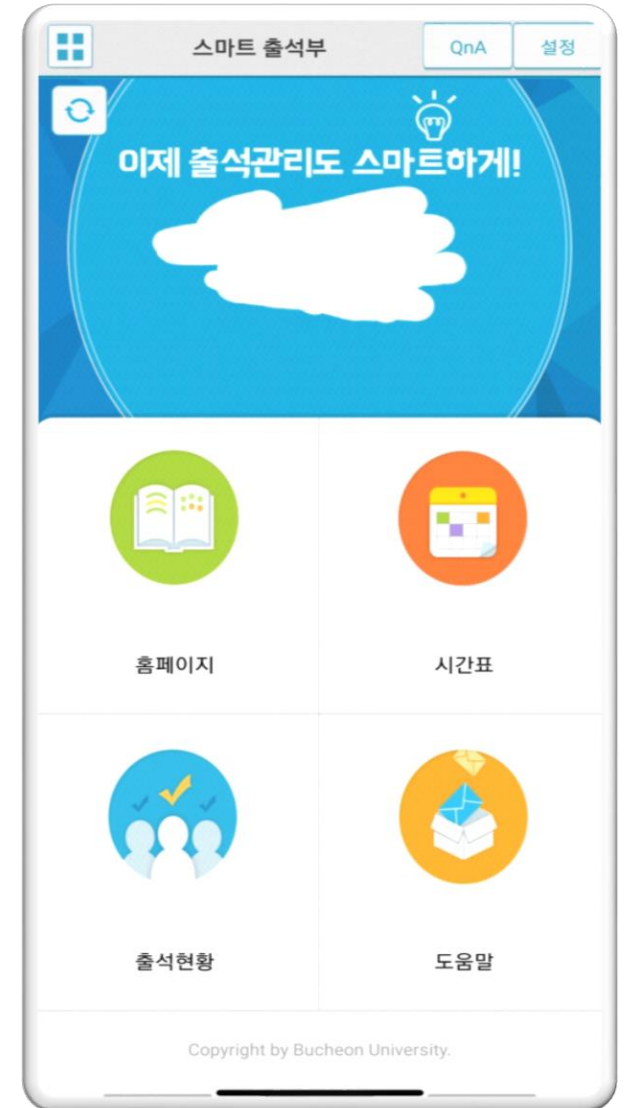 스마트 출석부
QnA
설정
이제 출석관리도 스마트하게!
홈페이지
시간표
출석현황
도움말
Copyright by Bucheon University.